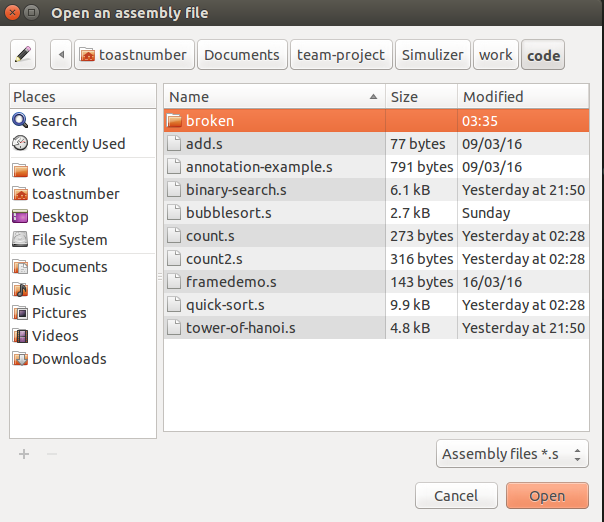 Open an assembly file
toastnumber Documents team-project Simulizer work code
Places
Search
Recently Used
work
toastnumber
Desktop
File System
Documents
Music
Pictures
Videos
Downloads
Name Size Modified
broken 03:35
add.s 77 bytes 09/03/16
annotation-example.s 791 bytes 09/03/16
binary-search.s 6.1 kB Yesterday at 21:50
bubblesort.s 2.7 kB Sunday
count.s 273 bytes Yesterday at 02:28
count2.s 316 bytes Yesterday at 02:28
framedemo.s 143 bytes 16/03/16
quick-sort.s 9.9 kB Yesterday at 02:28
tower-of-hanoi.s 4.8 kB Yesterday at 21:50
Assembly files *.s
Cancel Open